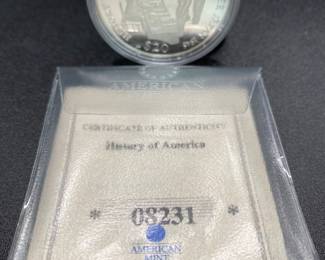 $20
AMERICAN
CERTIFICATE OF AUTHENTICITY
History of America
* 08231 *
AMERICAN
MINT